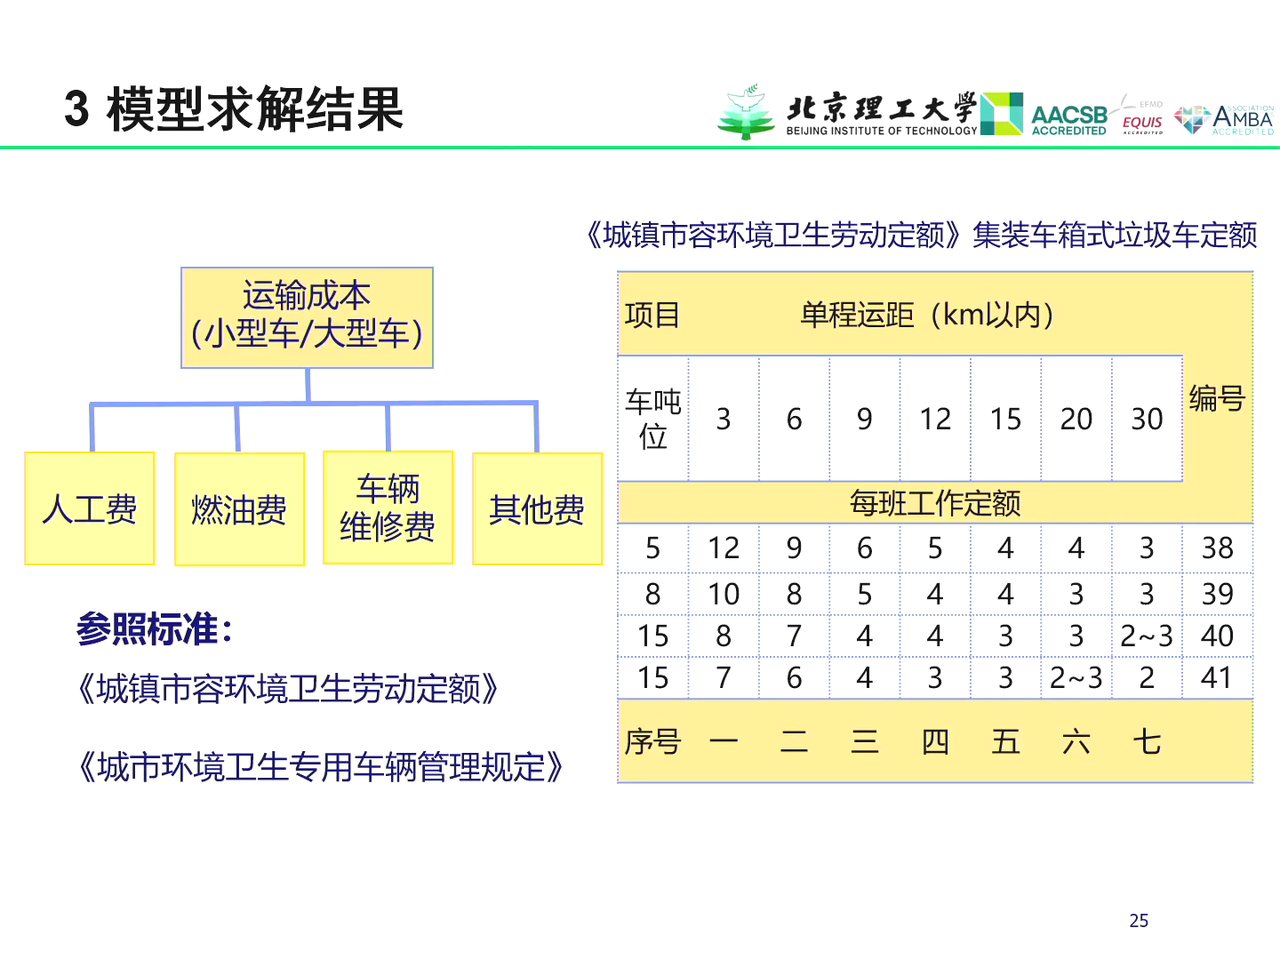 3 模型求解结果
北京理工大学
BEIJING INSTITUTE OF TECHNOLOGY
AACSB
ACCREDITED
EFMD
EQUIS
ACCREDITED
ASSOCIATION
AMBA
ACCREDITED
运输成本
（小型车/大型车）
人工费
燃油费
车辆
维修费
其他费
参照标准：
《城镇市容环境卫生劳动定额》
《城市环境卫生专用车辆管理规定》
《城镇市容环境卫生劳动定额》集装车箱式垃圾车定额
项目 单程运距（km以内） 编号
车吨位 3 6 9 12 15 20 30
每班工作定额
5 12 9 6 5 4 4 3 38
8 10 8 5 4 4 3 3 39
15 8 7 4 4 3 3 2~3 40
15 7 6 4 3 3 2~3 2 41
序号 一 二 三 四 五 六 七
25